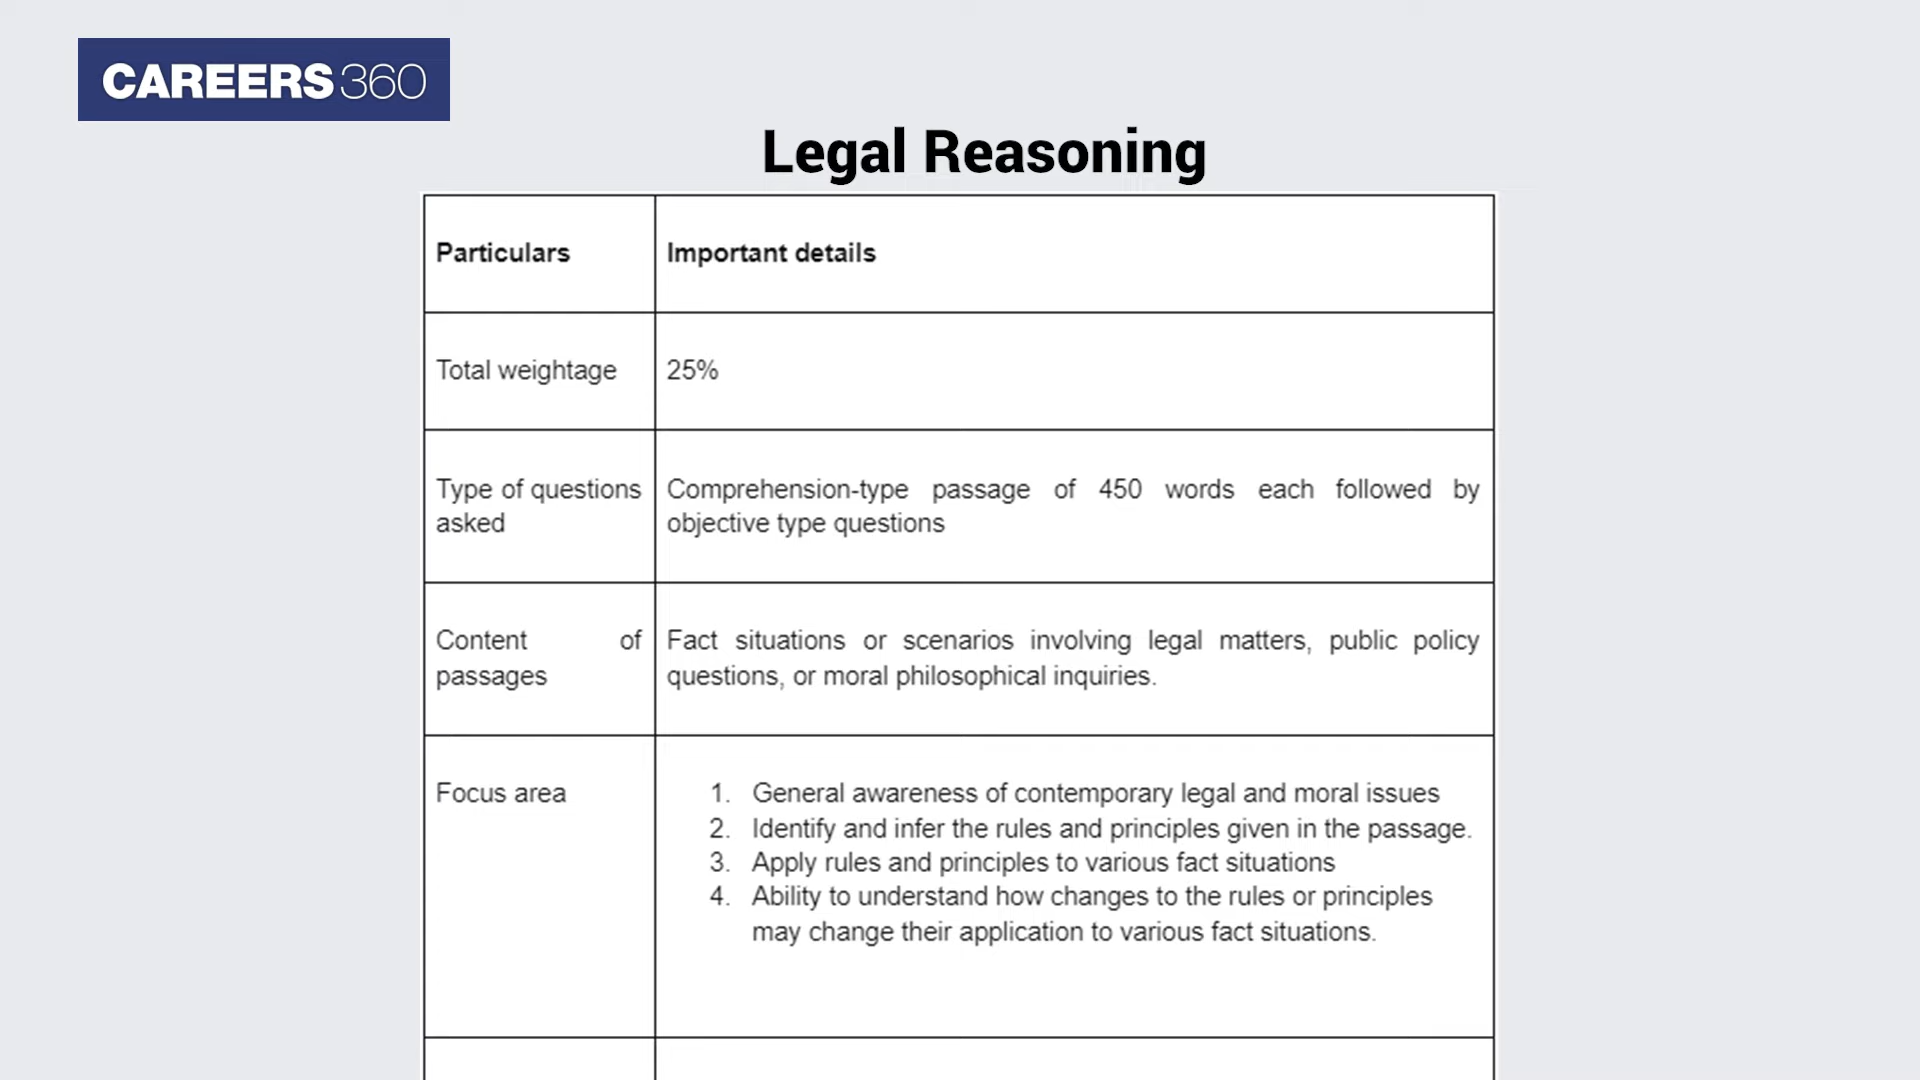 CAREERS360
Legal Reasoning
Particulars
Important details
Total weightage
25%
Type of questions
asked
Comprehension-type passage of 450 words each followed by
objective type questions
Content of
passages
Fact situations or scenarios involving legal matters, public policy
questions, or moral philosophical inquiries.
Focus area
1. General awareness of contemporary legal and moral issues
2. Identify and infer the rules and principles given in the passage.
3. Apply rules and principles to various fact situations
4. Ability to understand how changes to the rules or principles
may change their application to various fact situations.